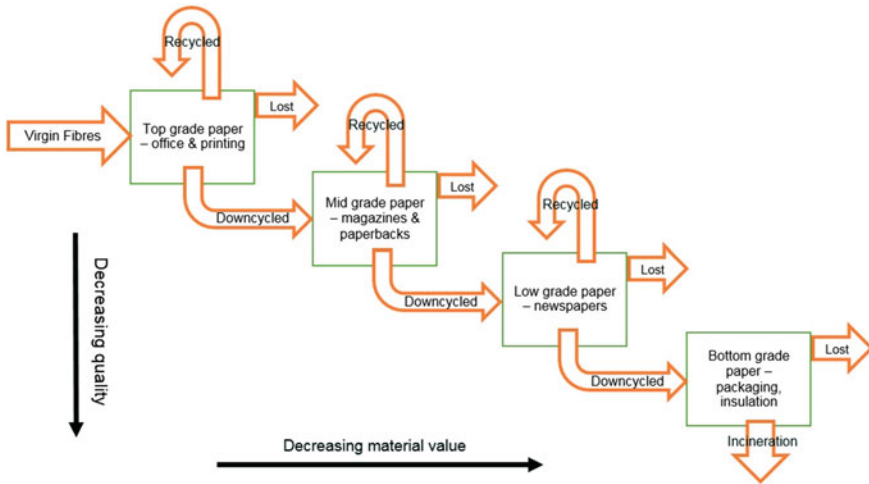 Recycled
Lost
Virgin Fibres
Top grade paper
– office & printing
Recycled
Lost
Downcycled
Mid grade paper
– magazines &
paperbacks
Recycled
Lost
Downcycled
Low grade paper
– newspapers
Lost
Downcycled
Bottom grade
paper –
packaging,
insulation
Incineration
Decreasing quality
Decreasing material value